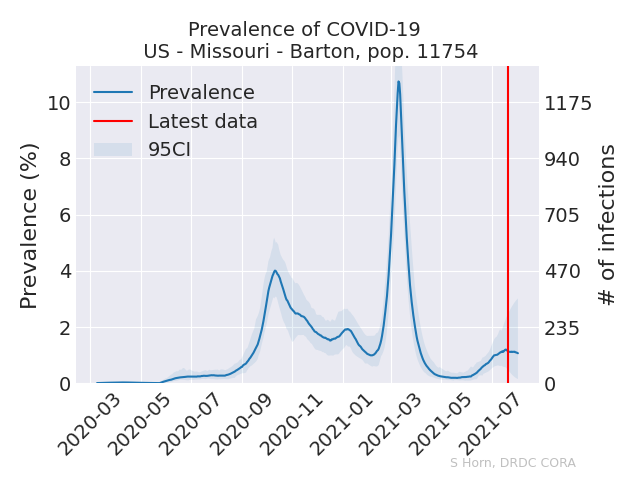 Prevalence of COVID-19
US - Missouri - Barton, pop. 11754
Prevalence
Latest data
95CI
Prevalence (%)
10
8
6
4
2
0
1175
940
705
470
235
0
# of infections
2020-03
2020-05
2020-07
2020-09
2020-11
2021-01
2021-03
2021-05
2021-07
S Horn, DRDC CORA